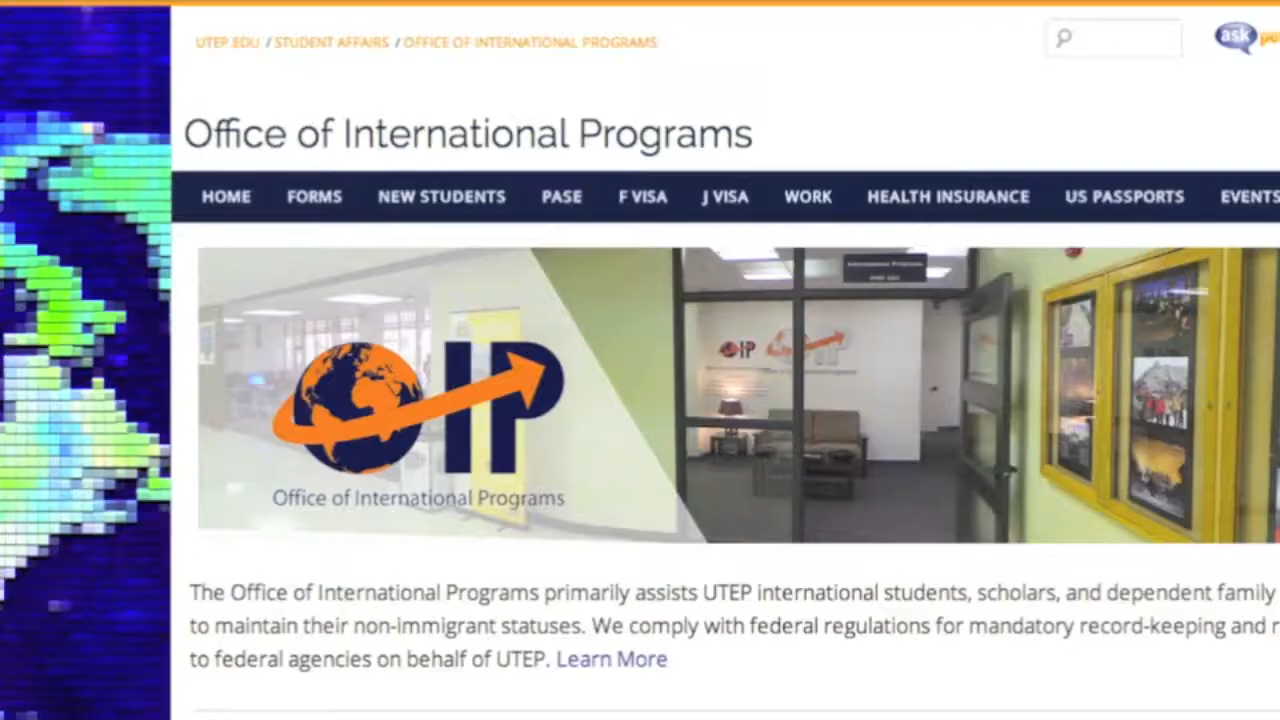 UTEP.EDU / STUDENT AFFAIRS / OFFICE OF INTERNATIONAL PROGRAMS
ask
Office of International Programs
HOME FORMS NEW STUDENTS PASE F VISA J VISA WORK HEALTH INSURANCE US PASSPORTS EVENTS
International Programs
OIP
OIP
Office of International Programs
The Office of International Programs primarily assists UTEP international students, scholars, and dependent family
to maintain their non-immigrant statuses. We comply with federal regulations for mandatory record-keeping and
to federal agencies on behalf of UTEP. Learn More